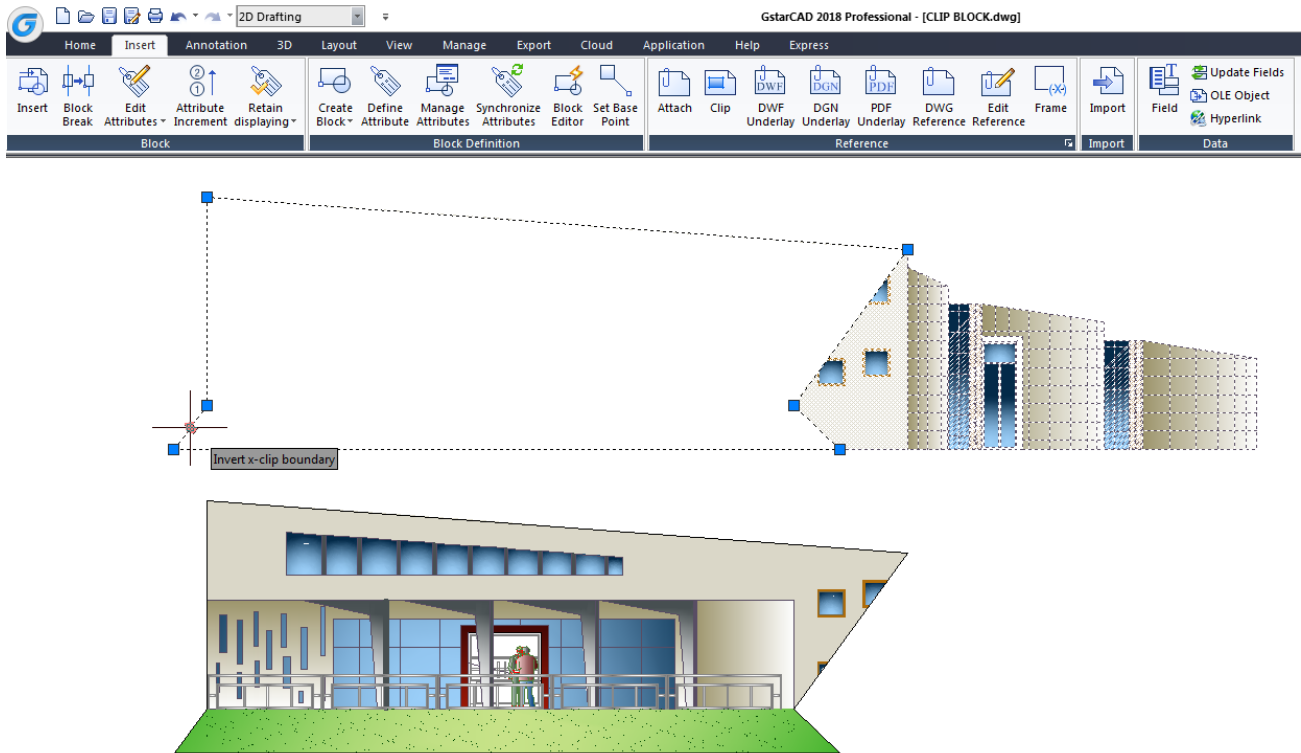 2D Drafting
GstarCAD 2018 Professional - [CLIP BLOCK.dwg]
Home Insert Annotation 3D Layout View Manage Export Cloud Application Help Express
Insert
Block
Break
Edit
Attributes
Attribute
Increment
Retain
displaying
Create
Block
Define
Attribute
Manage
Attributes
Synchronize
Attributes
Block
Editor
Set Base
Point
Attach
Clip
DWF
DWF
Underlay
DGN
DGN
Underlay
PDF
PDF
Underlay
DWG
Reference
Edit
Reference
Frame
Import
Field
Update Fields
OLE Object
Hyperlink
Block
Block Definition
Reference
Import
Data
Invert x-clip boundary